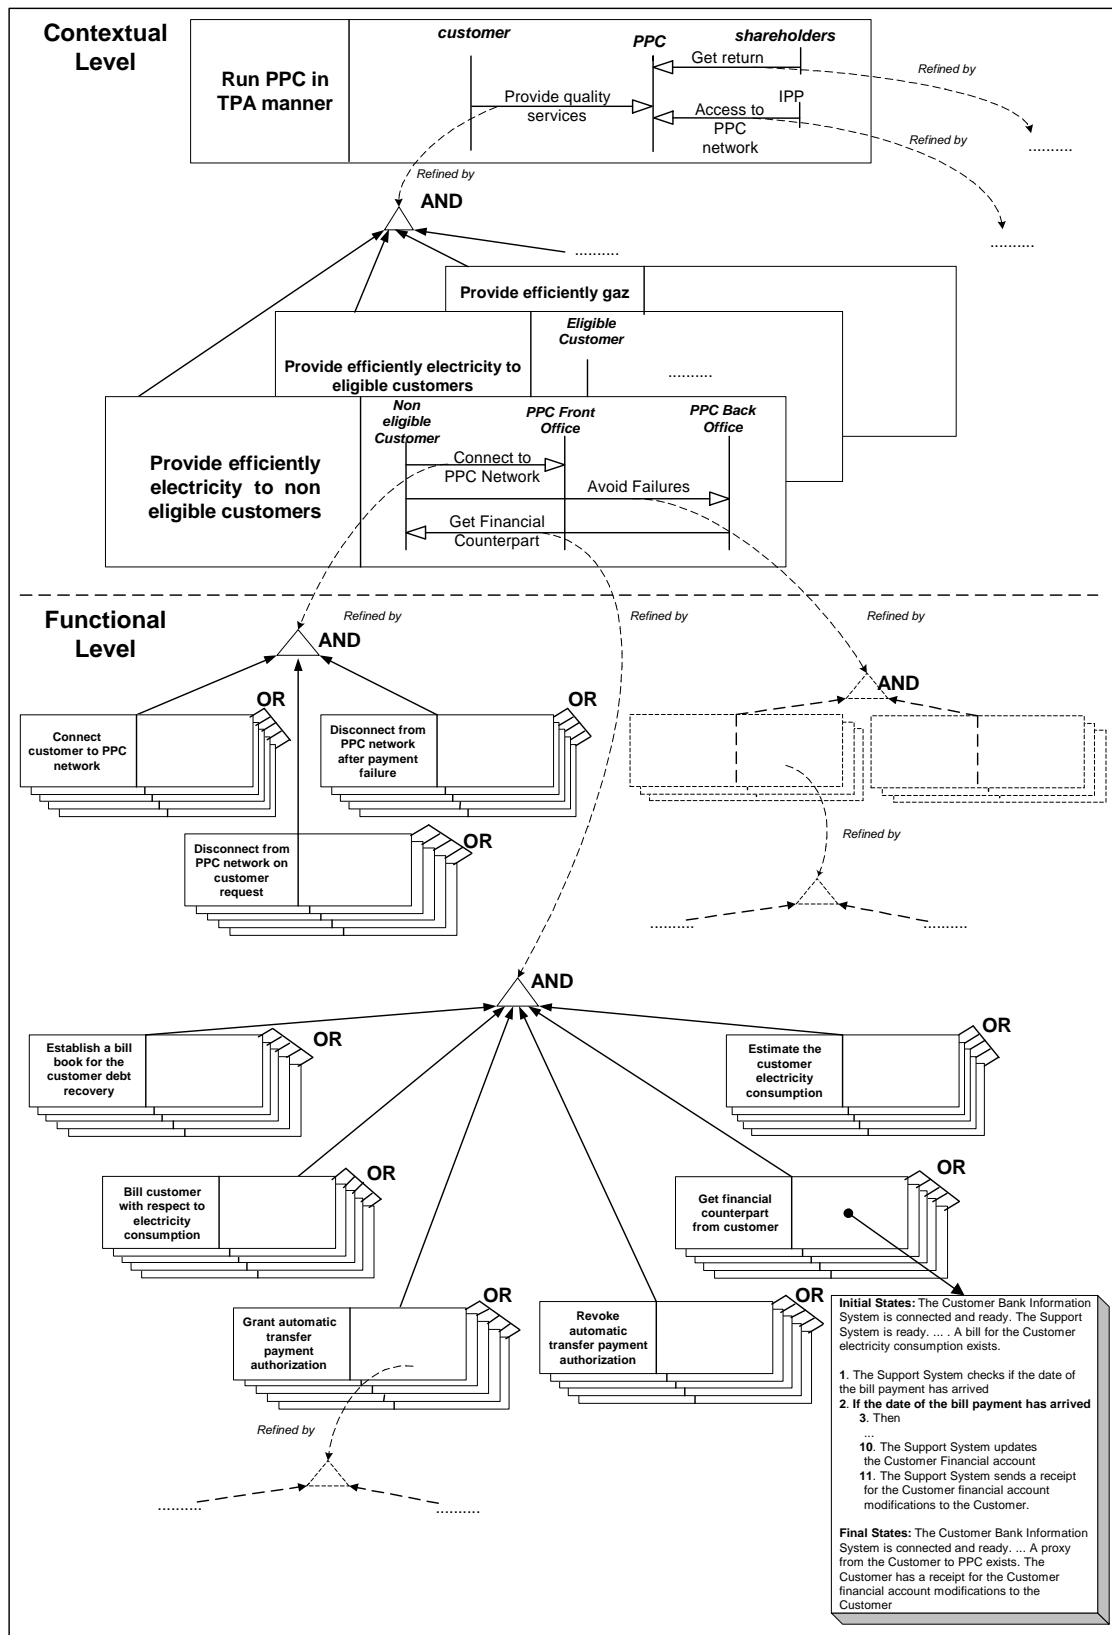 Contextual
Level
customer
PPC
shareholders
Get return
Refined by
Run PPC in
TPA manner
Provide quality
services
IPP
Access to
PPC
network
Refined by
..........
Refined by
AND
..........
..........
Provide efficiently gaz
Eligible
Customer
Provide efficiently electricity to
eligible customers
..........
Non
eligible
Customer
PPC Front
Office
PPC Back
Office
Provide efficiently
electricity to non
eligible customers
Connect to
PPC Network
Avoid Failures
Get Financial
Counterpart
Functional
Level
Refined by
Refined by
Refined by
AND
AND
OR
OR
Connect
customer to PPC
network
Disconnect from
PPC network
after payment
failure
OR
Disconnect from
PPC network on
customer
request
Refined by
..........
..........
AND
OR
OR
Establish a bill
book for the
customer debt
recovery
Estimate the
customer
electricity
consumption
OR
OR
Bill customer
with respect to
electricity
consumption
Get financial
counterpart
from customer
OR
OR
Grant automatic
transfer
payment
authorization
Revoke
automatic
transfer payment
authorization
Refined by
..........
..........
Initial States: The Customer Bank Information
System is connected and ready. The Support
System is ready. ... . A bill for the Customer
electricity consumption exists.
1. The Support System checks if the date of
the bill payment has arrived
2. If the date of the bill payment has arrived
3. Then
...
10. The Support System updates
the Customer Financial account
11. The Support System sends a receipt
for the Customer financial account
modifications to the Customer.
Final States: The Customer Bank Information
System is connected and ready. ... A proxy
from the Customer to PPC exists. The
Customer has a receipt for the Customer
financial account modifications to the
Customer